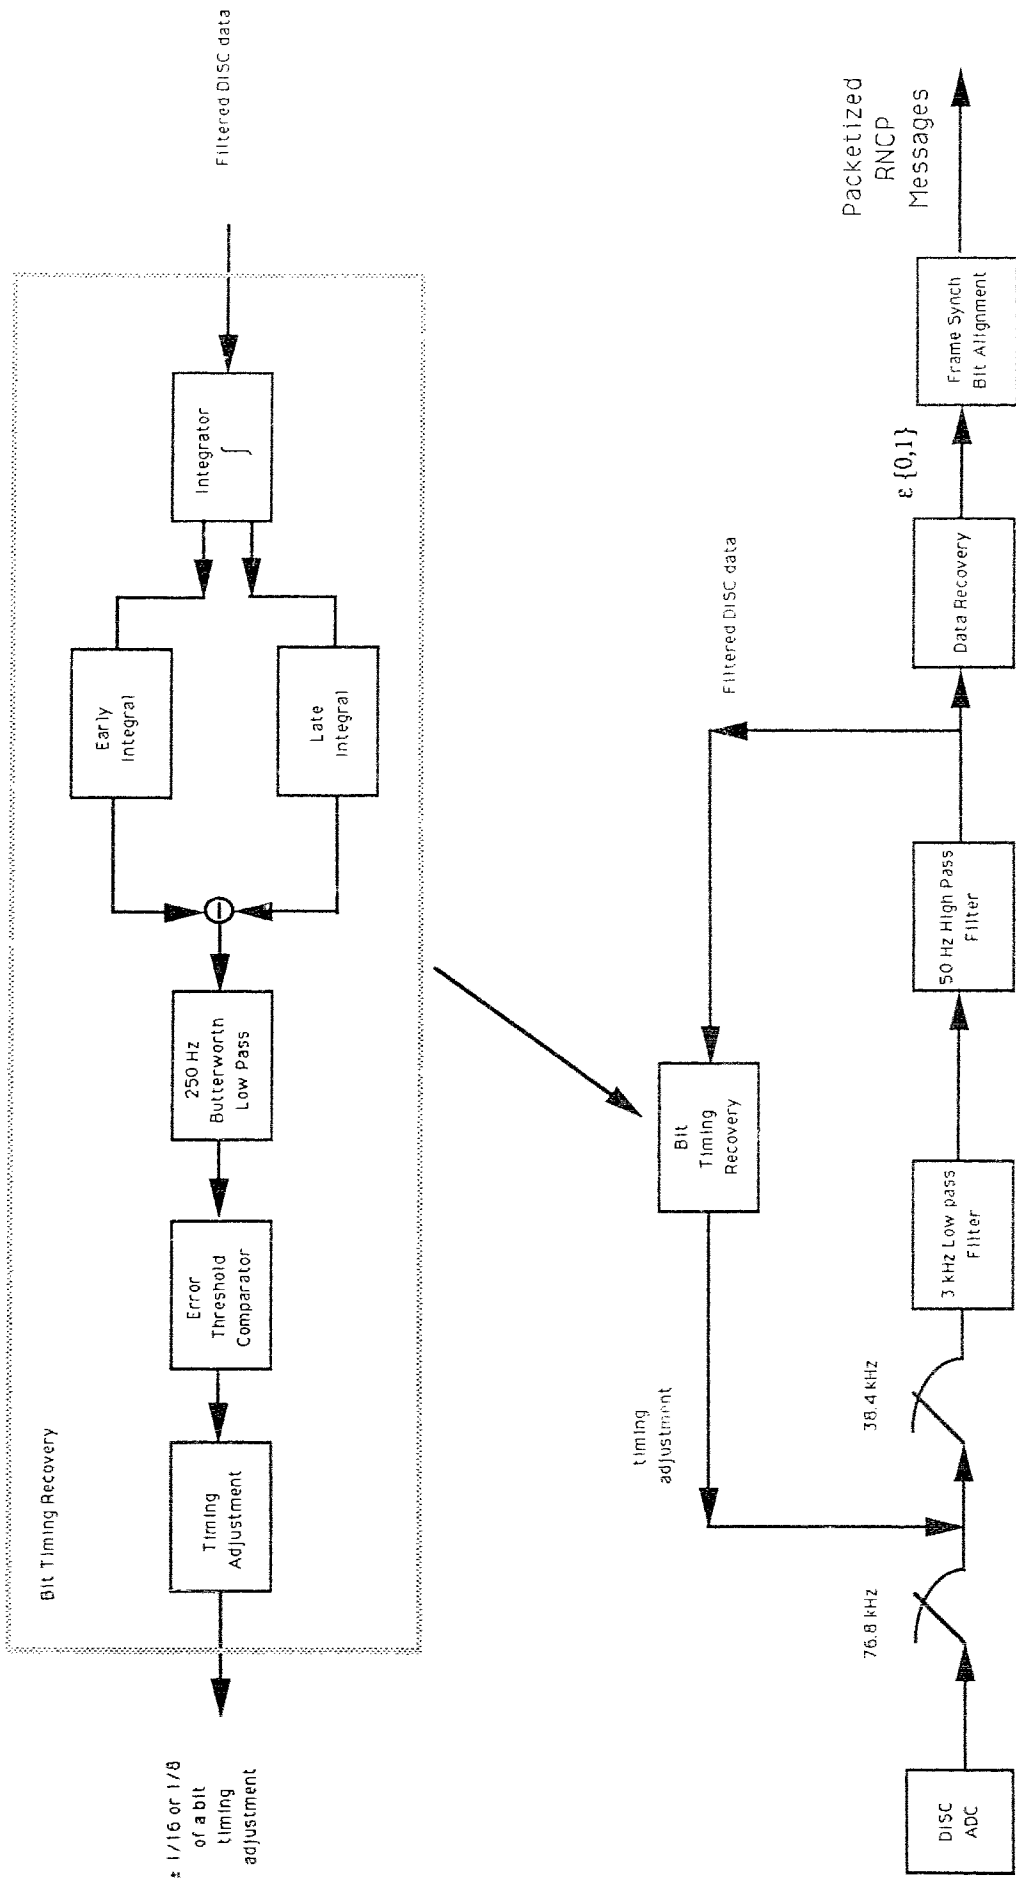 Bit Timing Recovery
± 1/16 or 1/8
of a bit
timing
adjustment
Timing
Adjustment
Error
Threshold
Comparator
250 Hz
Butterworth
Low Pass
Early
Integral
Late
Integral
Integrator
∫
Filtered DISC data
timing
adjustment
Bit
Timing
Recovery
Filtered DISC data
DISC
ADC
76.8 kHz
38.4 kHz
3 kHz Low pass
Filter
50 Hz High Pass
Filter
Data Recovery
ε {0,1}
Frame Synch
Bit Alignment
Packetized
RNCP
Messages